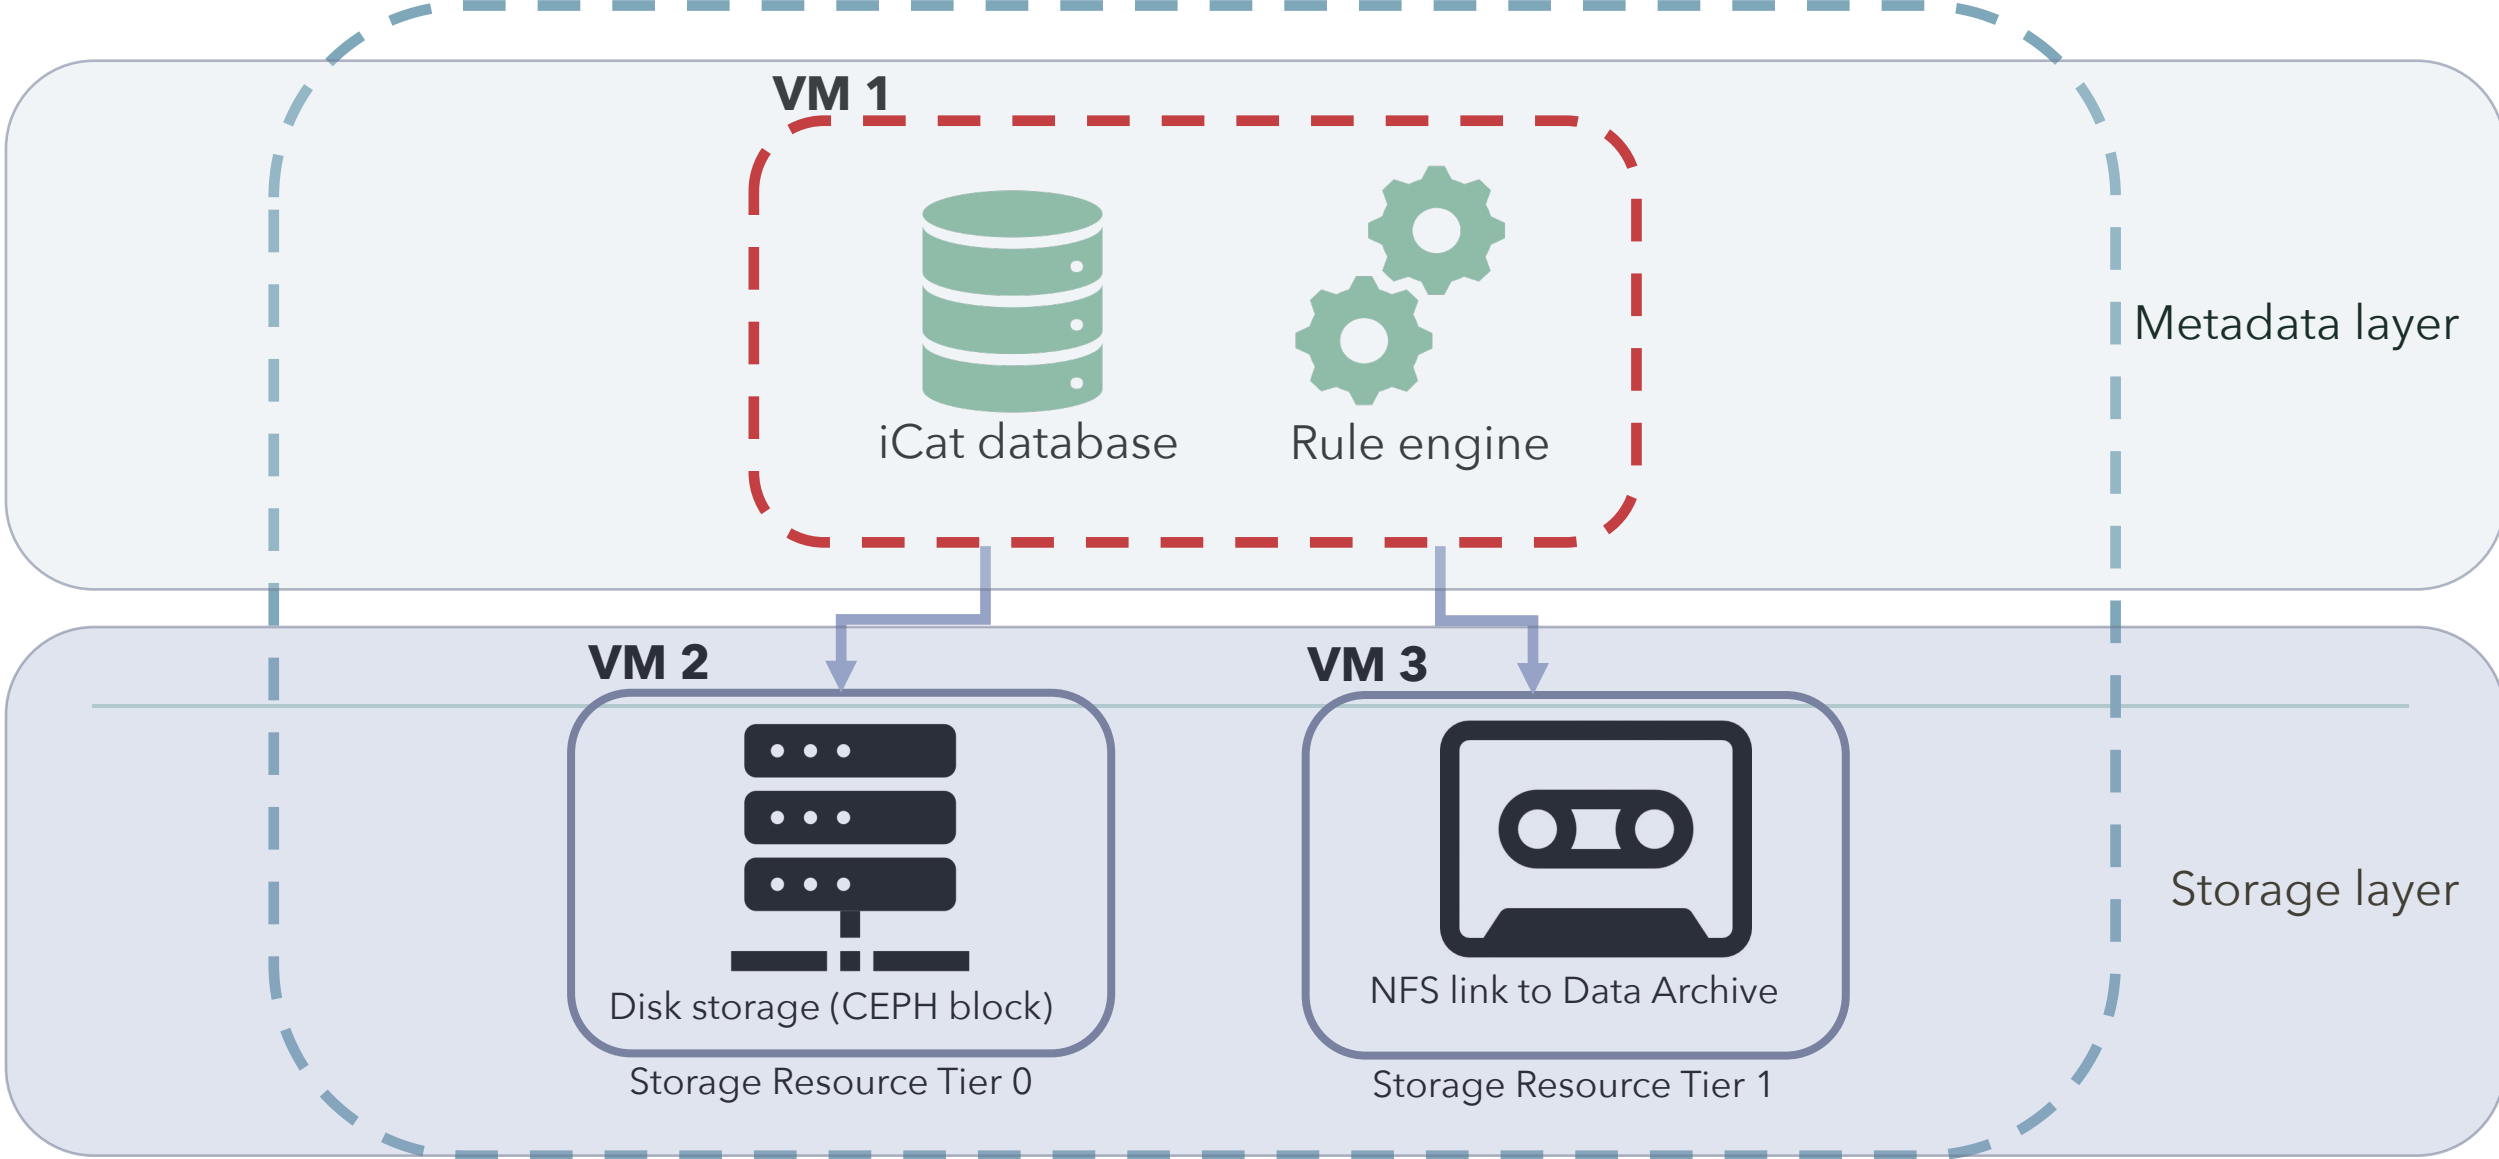 VM 1
iCat database
Rule engine
Metadata layer
VM 2
VM 3
Disk storage (CEPH block)
NFS link to Data Archive
Storage layer
Storage Resource Tier 0
Storage Resource Tier 1